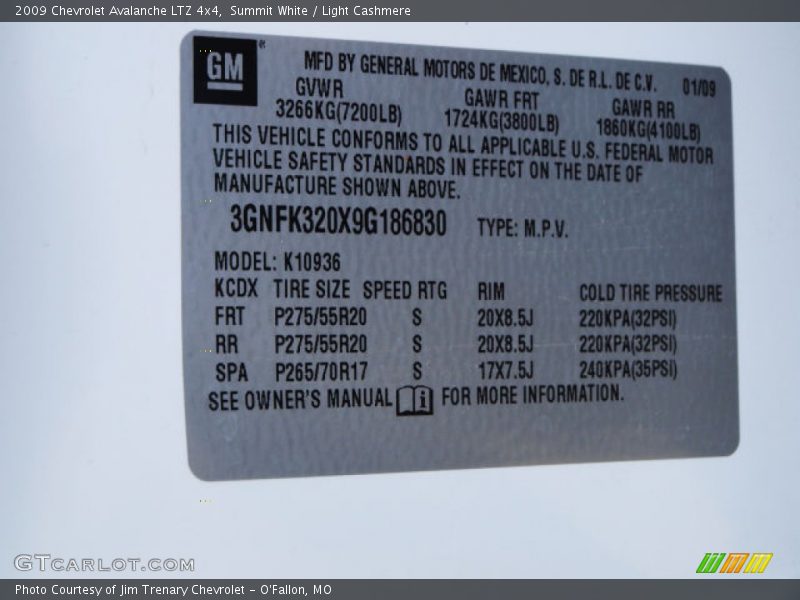 2009 Chevrolet Avalanche LTZ 4x4, Summit White / Light Cashmere
GM
MFD BY GENERAL MOTORS DE MEXICO, S. DE R.L. DE C.V. 01/09
GVWR GAWR FRT GAWR RR
3266KG(7200LB) 1724KG(3800LB) 1860KG(4100LB)
THIS VEHICLE CONFORMS TO ALL APPLICABLE U.S. FEDERAL MOTOR
VEHICLE SAFETY STANDARDS IN EFFECT ON THE DATE OF
MANUFACTURE SHOWN ABOVE.
3GNFK320X9G186830 TYPE: M.P.V.
MODEL: K10936
KCDX TIRE SIZE SPEED RTG RIM COLD TIRE PRESSURE
FRT P275/55R20 S 20X8.5J 220KPA(32PSI)
RR P275/55R20 S 20X8.5J 220KPA(32PSI)
SPA P265/70R17 S 17X7.5J 240KPA(35PSI)
SEE OWNER'S MANUAL i FOR MORE INFORMATION.
GTCARLOT.COM
Photo Courtesy of Jim Trenary Chevrolet - O'Fallon, MO